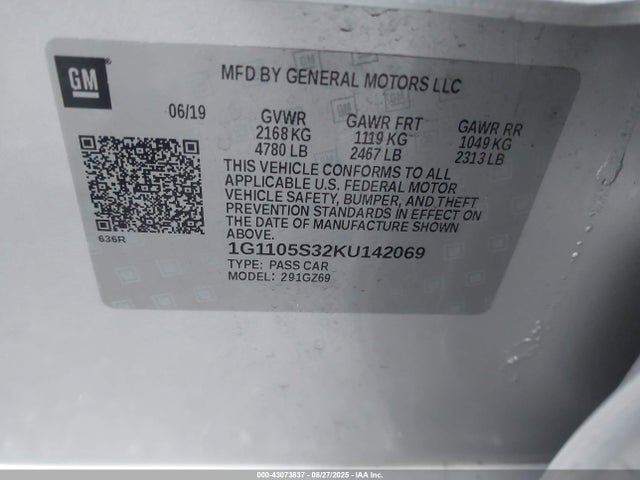 GM
MFD BY GENERAL MOTORS LLC
06/19
GVWR
2168 KG
4780 LB
GAWR FRT
1119 KG
2467 LB
GAWR RR
1049 KG
2313 LB
THIS VEHICLE CONFORMS TO ALL
APPLICABLE U.S. FEDERAL MOTOR
VEHICLE SAFETY, BUMPER, AND THEFT
PREVENTION STANDARDS IN EFFECT ON
THE DATE OF MANUFACTURE SHOWN
ABOVE.
636R
1G1105S32KU142069
TYPE: PASS CAR
MODEL: 291GZ69
000-43073837 - 08/27/2025 - IAA Inc.